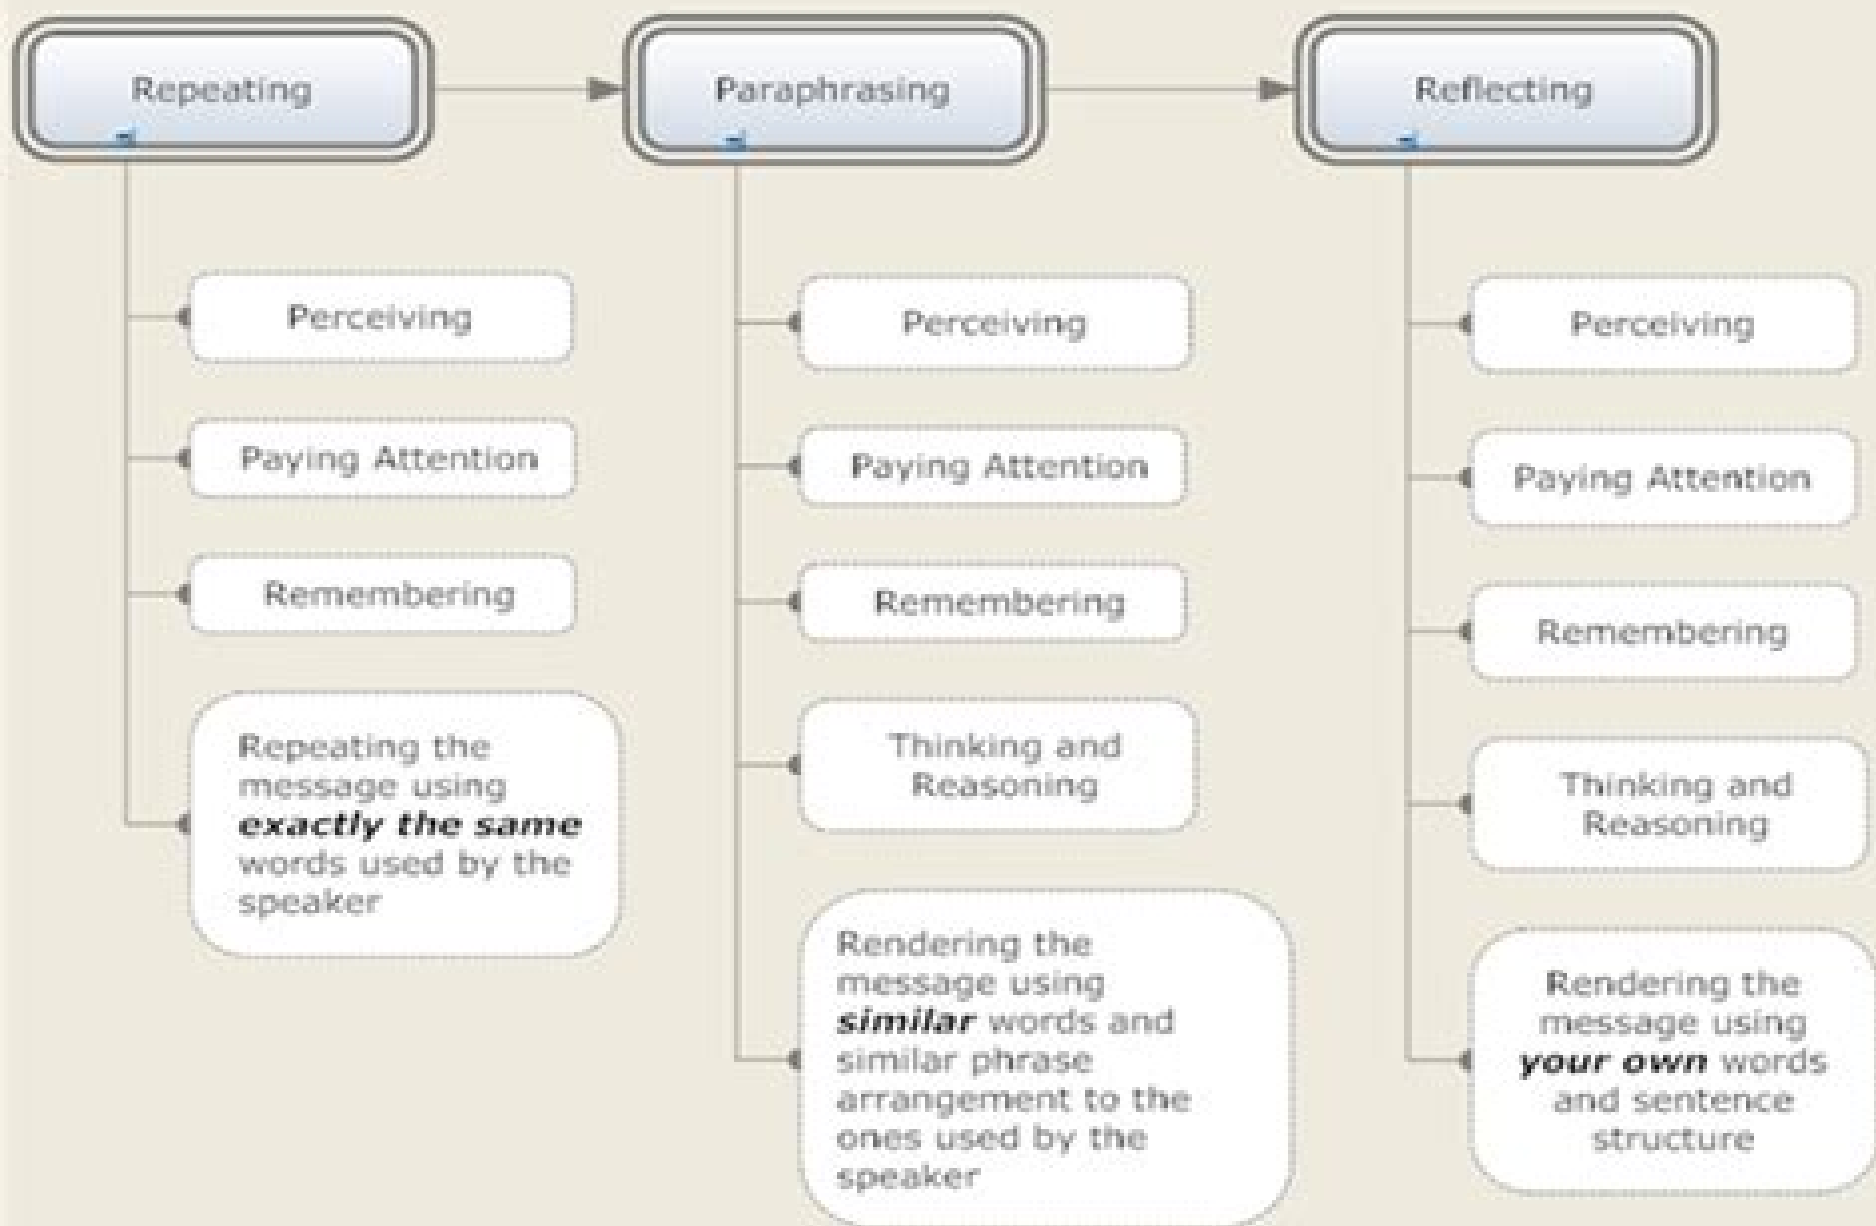 Repeating
Paraphrasing
Reflecting
Perceiving
Paying Attention
Remembering
Repeating the
message using
exactly the same
words used by the
speaker
Perceiving
Paying Attention
Remembering
Thinking and
Reasoning
Rendering the
message using
similar words and
similar phrase
arrangement to the
ones used by the
speaker
Perceiving
Paying Attention
Remembering
Thinking and
Reasoning
Rendering the
message using
your own words
and sentence
structure